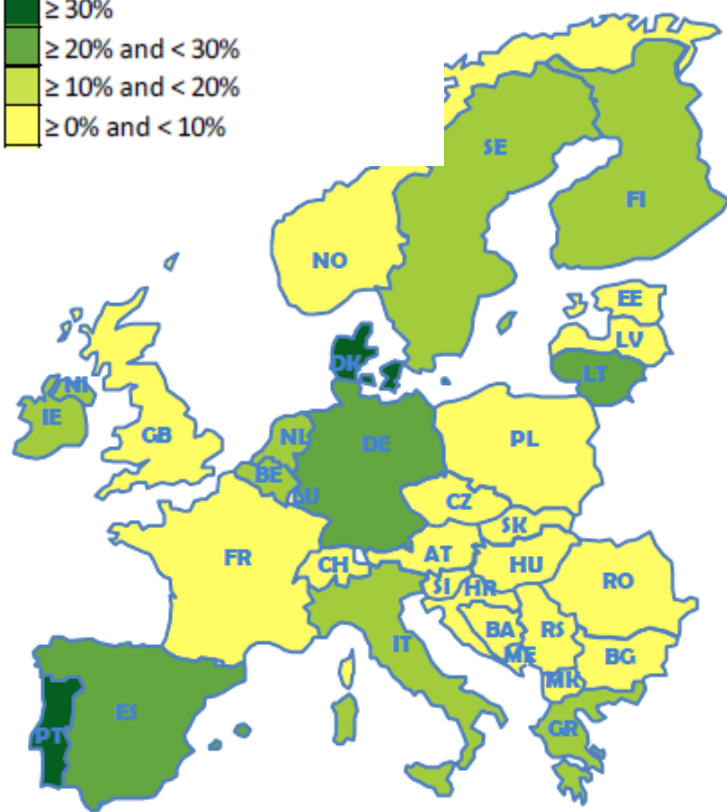 ≥ 30%
≥ 20% and < 30%
≥ 10% and < 20%
≥ 0% and < 10%
SE
FI
NO
EE
LV
DK
LT
NI
IE
GB
NL
DE
PL
BE
LU
CZ
SK
FR
CH
AT
HU
RO
SI
HR
BA
RS
IT
ME
BG
MK
ES
GR
PT